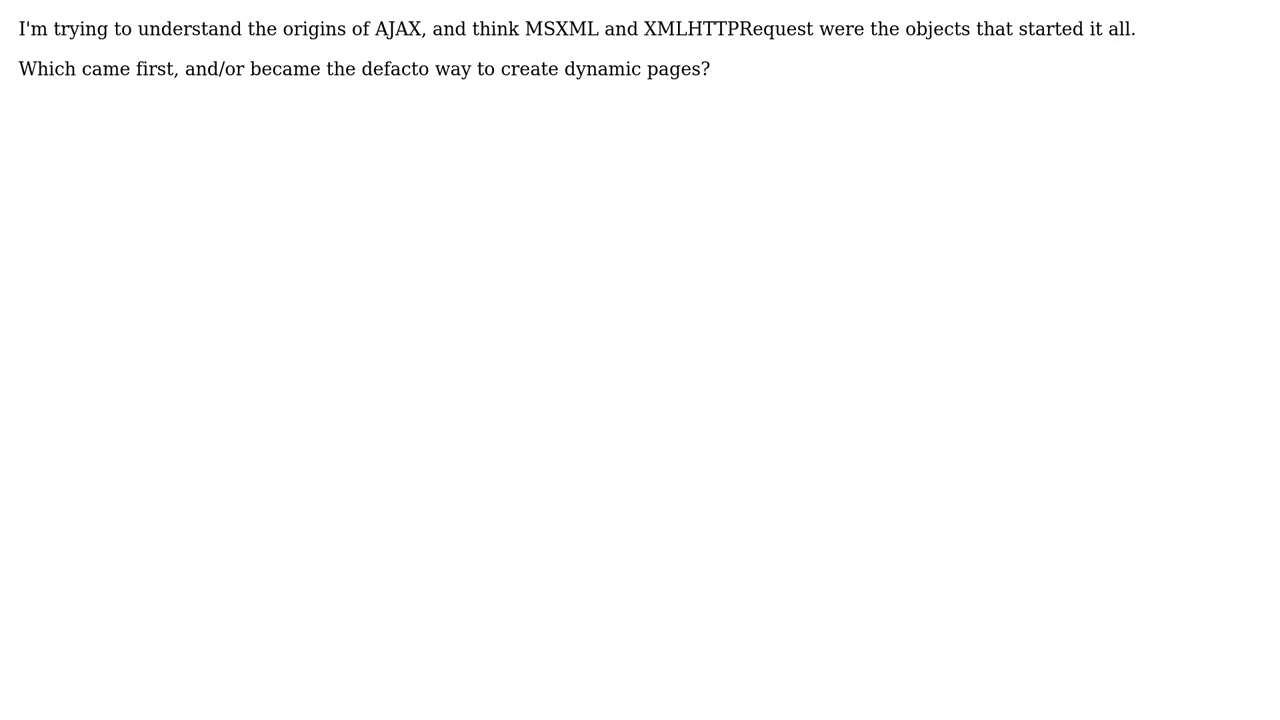 I'm trying to understand the origins of AJAX, and think MSXML and XMLHTTPRequest were the objects that started it all.
Which came first, and/or became the defacto way to create dynamic pages?